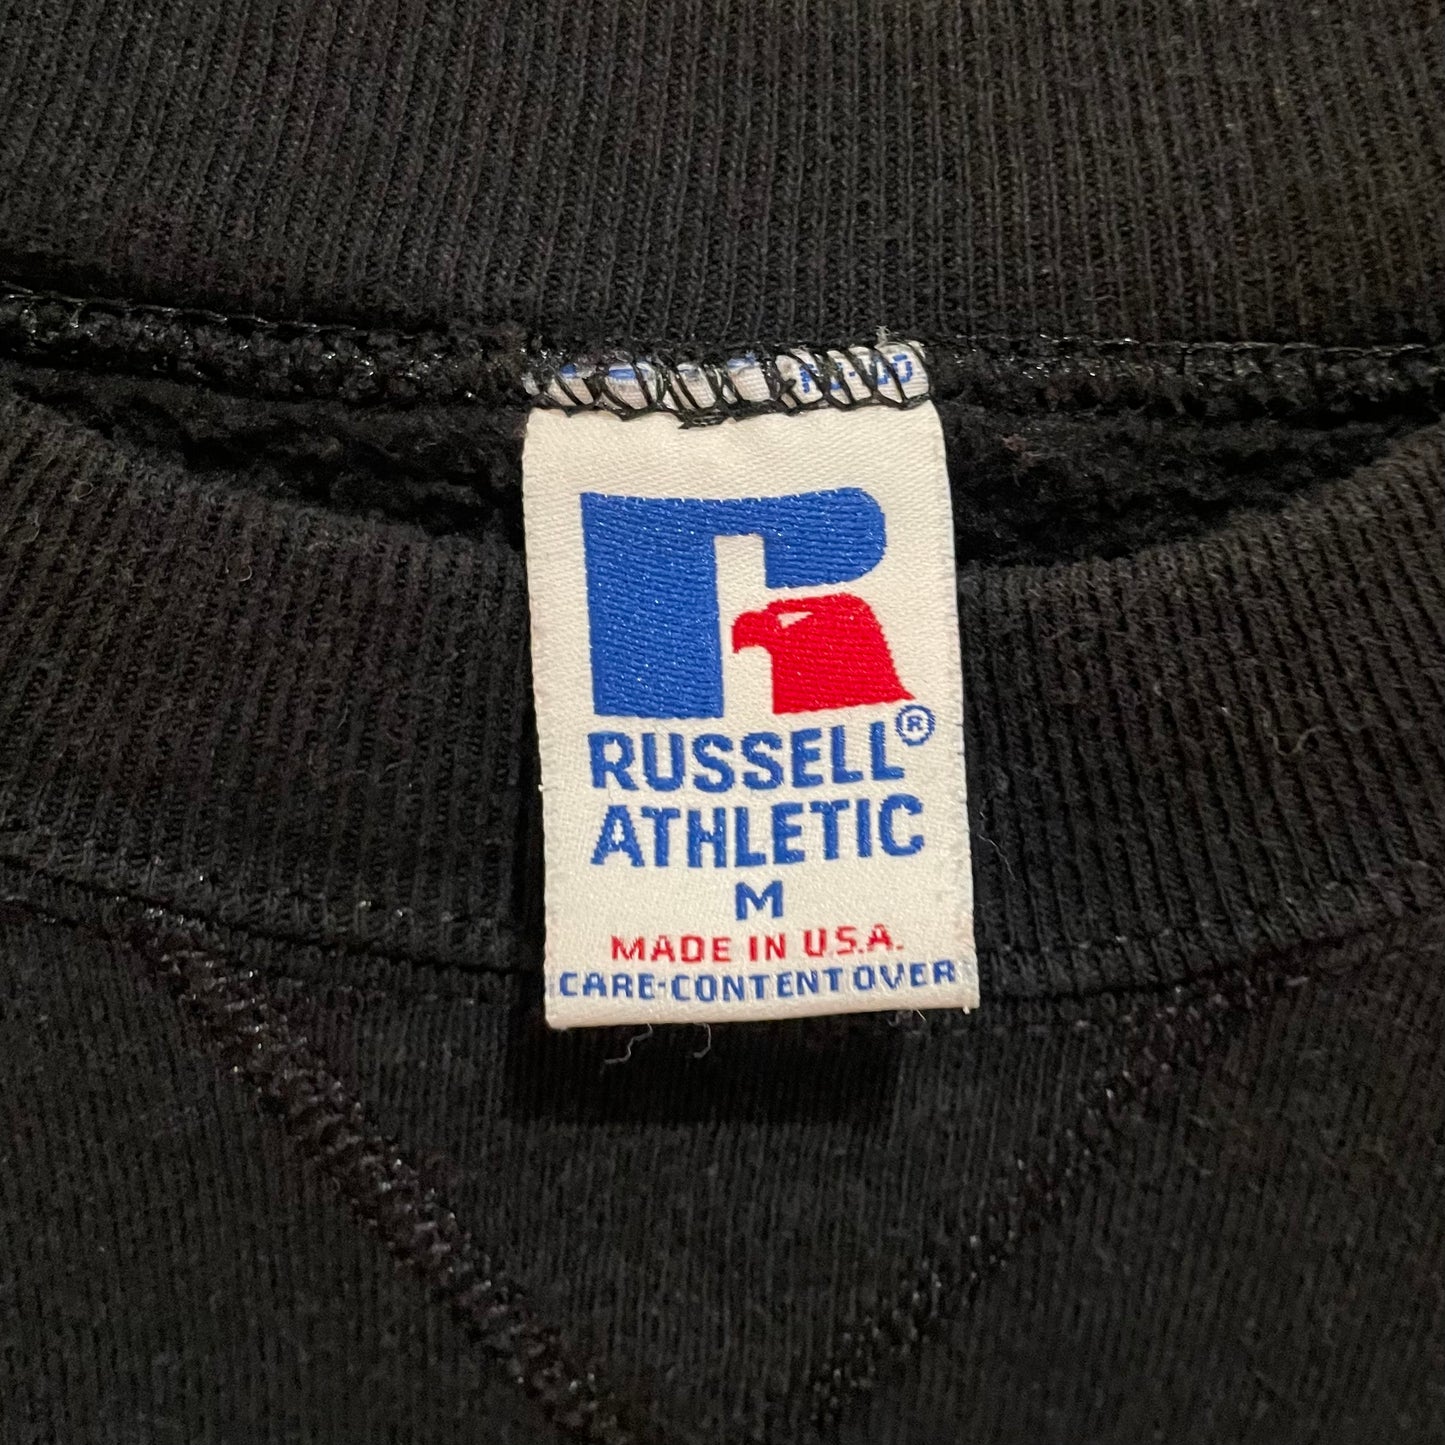 RUSSELL®
ATHLETIC
M
MADE IN U.S.A.
CARE-CONTENT OVER